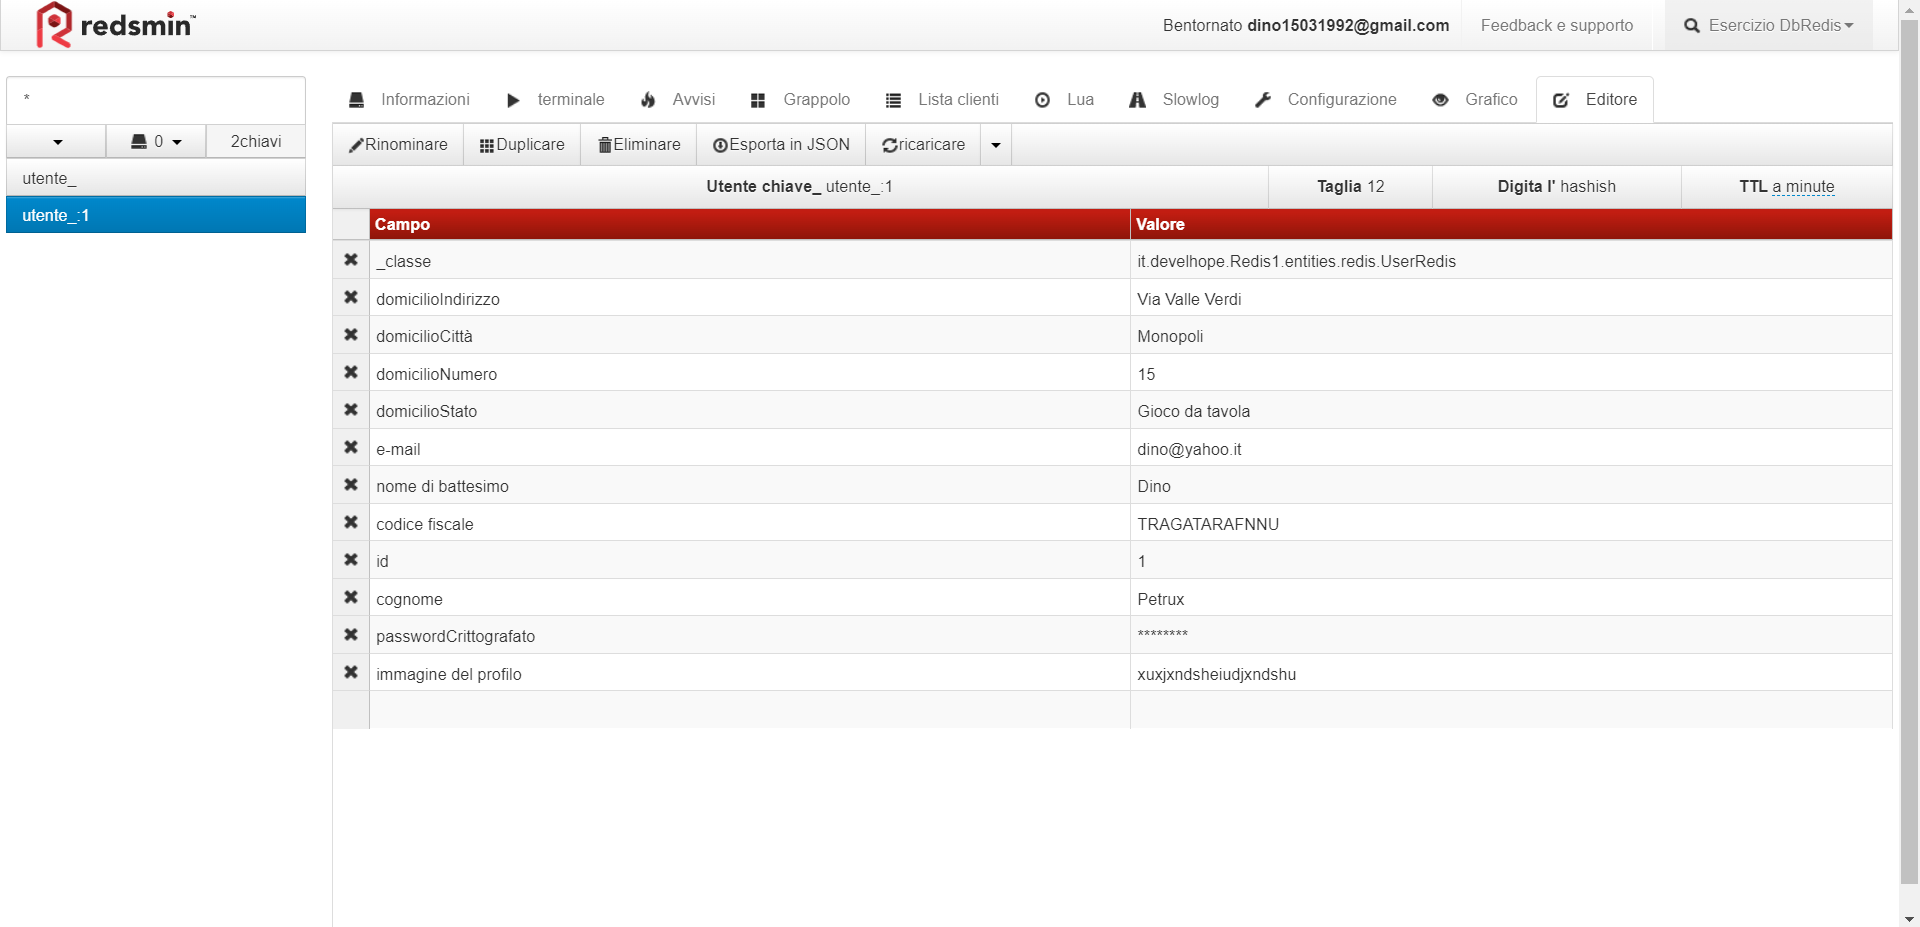 redsmin™
Bentornato dino15031992@gmail.com
Feedback e supporto
Esercizio DbRedis
*
0
2chiavi
utente_
utente_:1
Informazioni terminale Avvisi Grappolo Lista clienti Lua Slowlog Configurazione Grafico Editore
Rinominare Duplicare Eliminare Esporta in JSON ricaricare
Utente chiave_ utente_:1 Taglia 12 Digita l' hashish TTL a minute
Campo Valore
_classe it.develhope.Redis1.entities.redis.UserRedis
domicilioIndirizzo Via Valle Verdi
domicilioCittà Monopoli
domicilioNumero 15
domicilioStato Gioco da tavola
e-mail dino@yahoo.it
nome di battesimo Dino
codice fiscale TRAGATARAFNNU
id 1
cognome Petrux
passwordCrittografato ********
immagine del profilo xuxjxndsheiudjxndshu